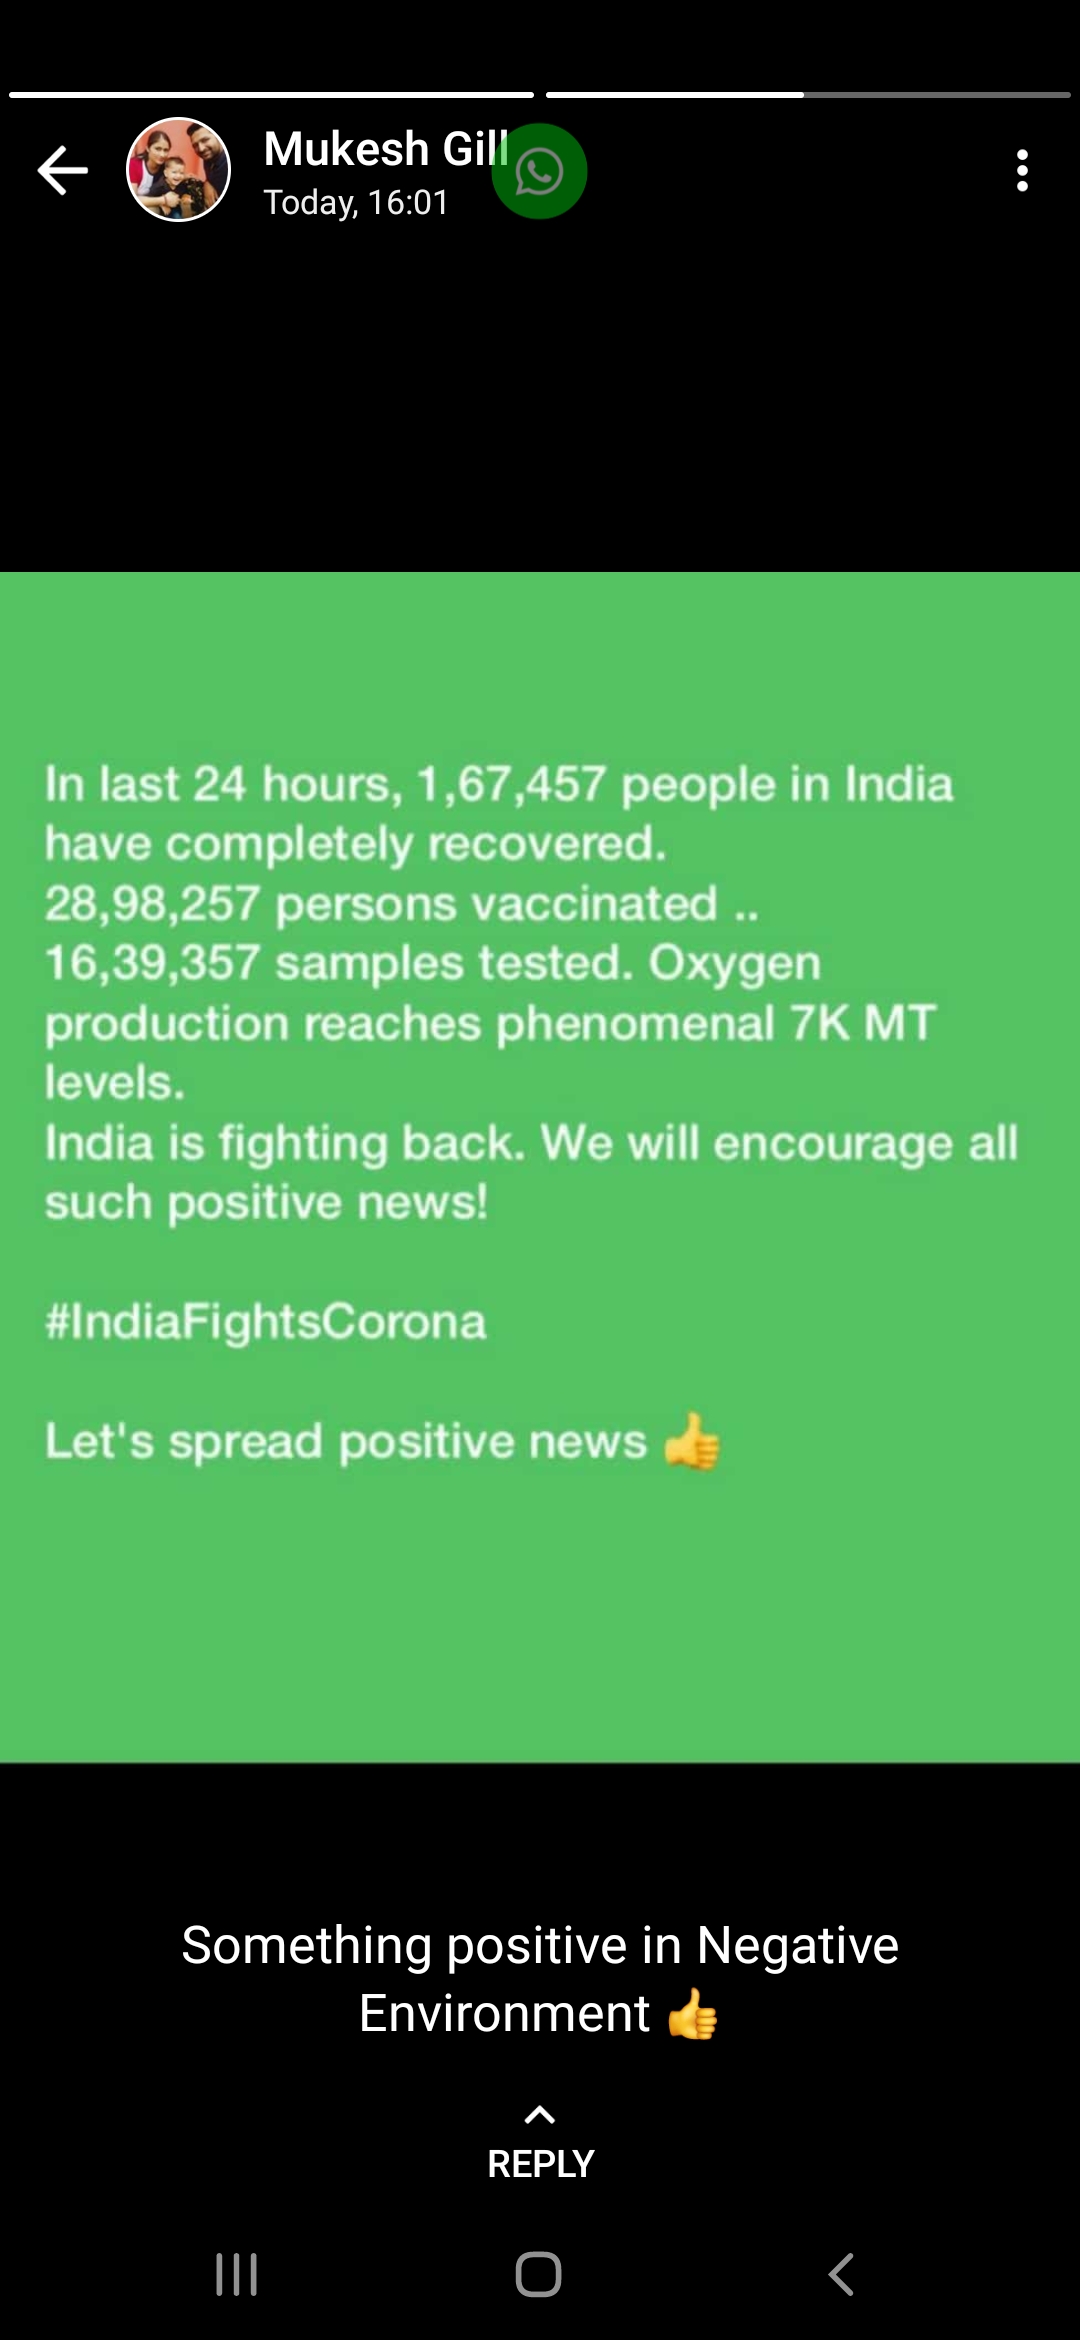 Mukesh Gill
Today, 16:01
In last 24 hours, 1,67,457 people in India
have completely recovered.
28,98,257 persons vaccinated ..
16,39,357 samples tested. Oxygen
production reaches phenomenal 7K MT
levels.
India is fighting back. We will encourage all
such positive news!
#IndiaFightsCorona
Let's spread positive news 👍
Something positive in Negative
Environment 👍
REPLY